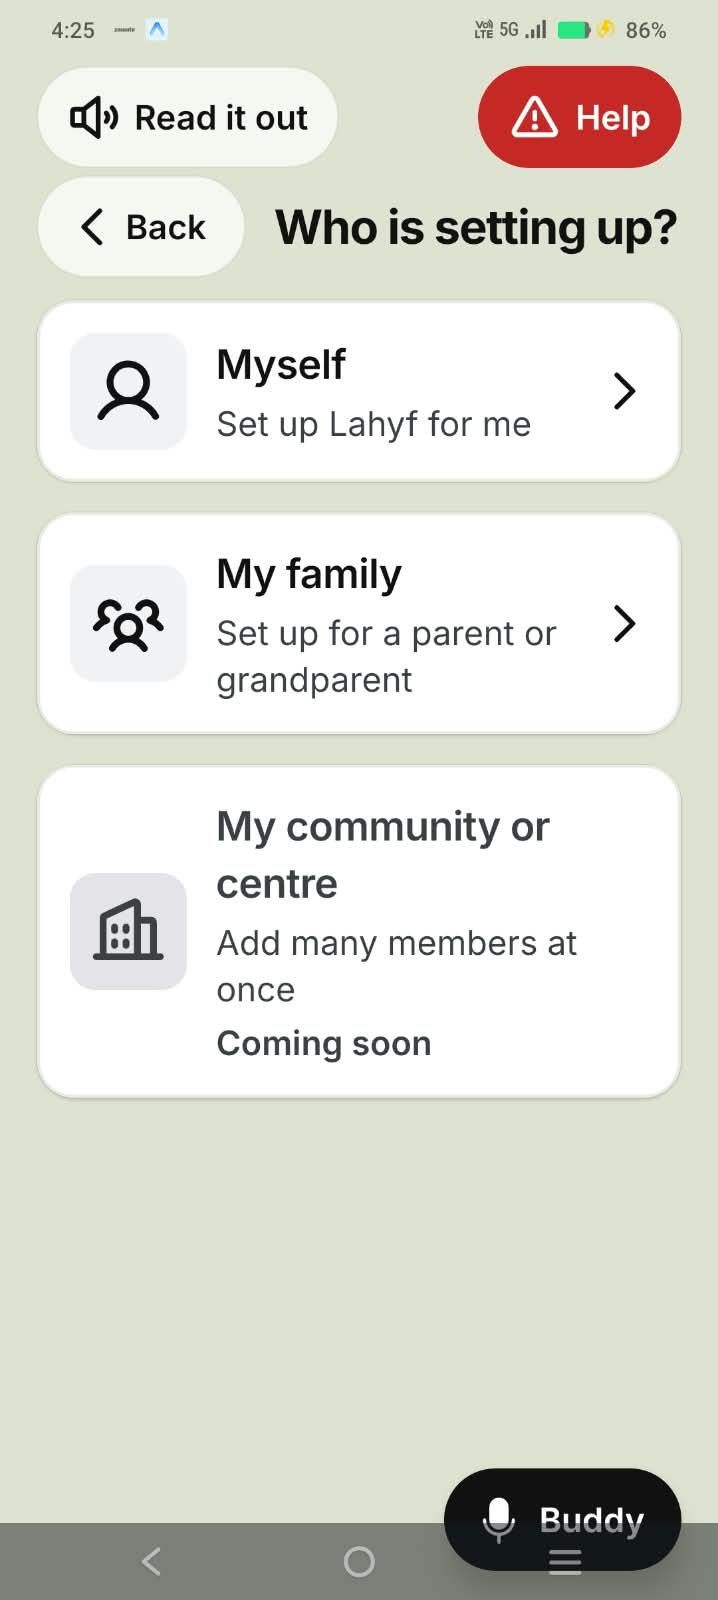 4:25
5G
86%
Read it out
Help
Back
Who is setting up?
Myself
Set up Lahyf for me
My family
Set up for a parent or
grandparent
My community or
centre
Add many members at
once
Coming soon
Buddy